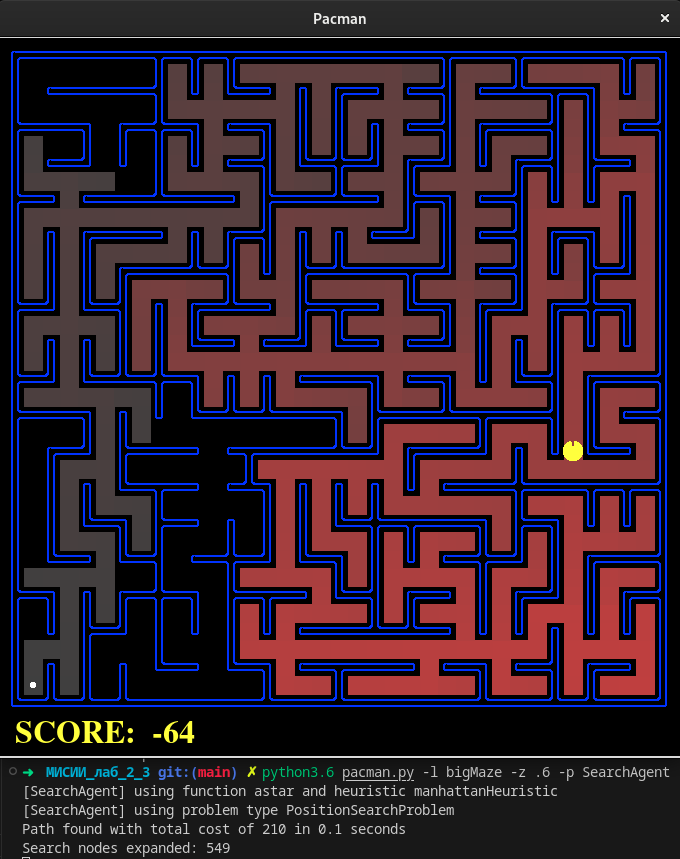 Pacman ×
SCORE: -64
➜ МИСИИ_лаб_2_3 git:(main) ✗ python3.6 pacman.py -l bigMaze -z .6 -p SearchAgent
[SearchAgent] using function astar and heuristic manhattanHeuristic
[SearchAgent] using problem type PositionSearchProblem
Path found with total cost of 210 in 0.1 seconds
Search nodes expanded: 549